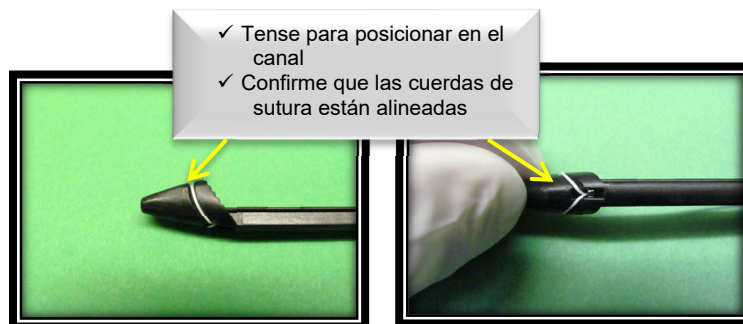 ✓ Tense para posicionar en el
canal
✓ Confirme que las cuerdas de
sutura están alineadas